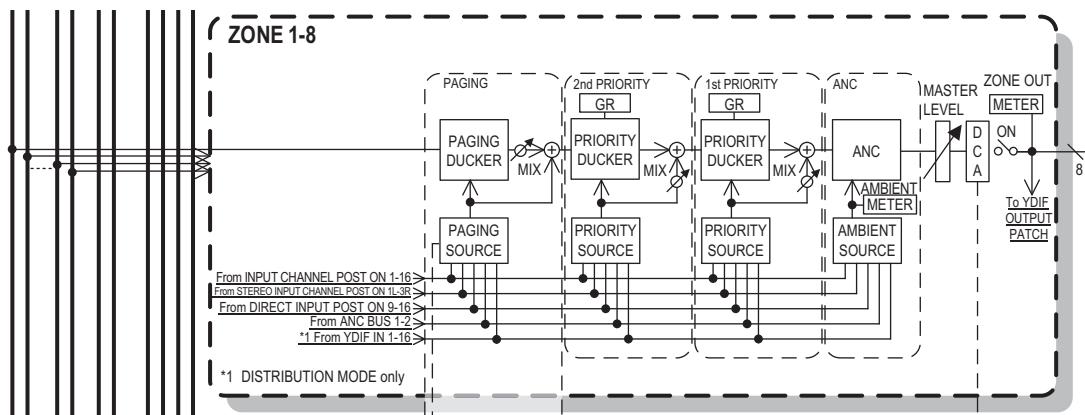 ZONE 1-8
PAGING
2nd PRIORITY
GR
1st PRIORITY
GR
ANC
MASTER
LEVEL
ZONE OUT
METER
PAGING
DUCKER
MIX
PRIORITY
DUCKER
MIX
PRIORITY
DUCKER
MIX
ANC
D
C
A
ON
8
AMBIENT
METER
To YDIF
OUTPUT
PATCH
PAGING
SOURCE
PRIORITY
SOURCE
PRIORITY
SOURCE
AMBIENT
SOURCE
From INPUT CHANNEL POST ON 1-16
From STEREO INPUT CHANNEL POST ON 1L-3R
From DIRECT INPUT POST ON 9-16
From ANC BUS 1-2
*1 From YDIF IN 1-16
*1 DISTRIBUTION MODE only